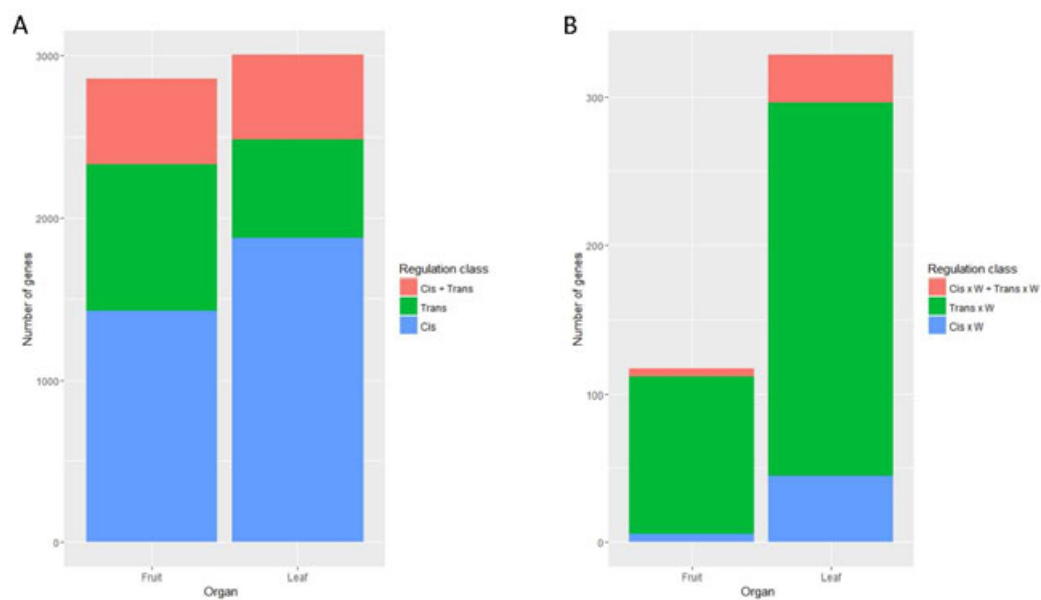 A
Number of genes
3000
2000
1000
0
Fruit
Leaf
Organ
Regulation class
Cis + Trans
Trans
Cis
B
Number of genes
300
200
100
0
Fruit
Leaf
Organ
Regulation class
Cis x W + Trans x W
Trans x W
Cis x W